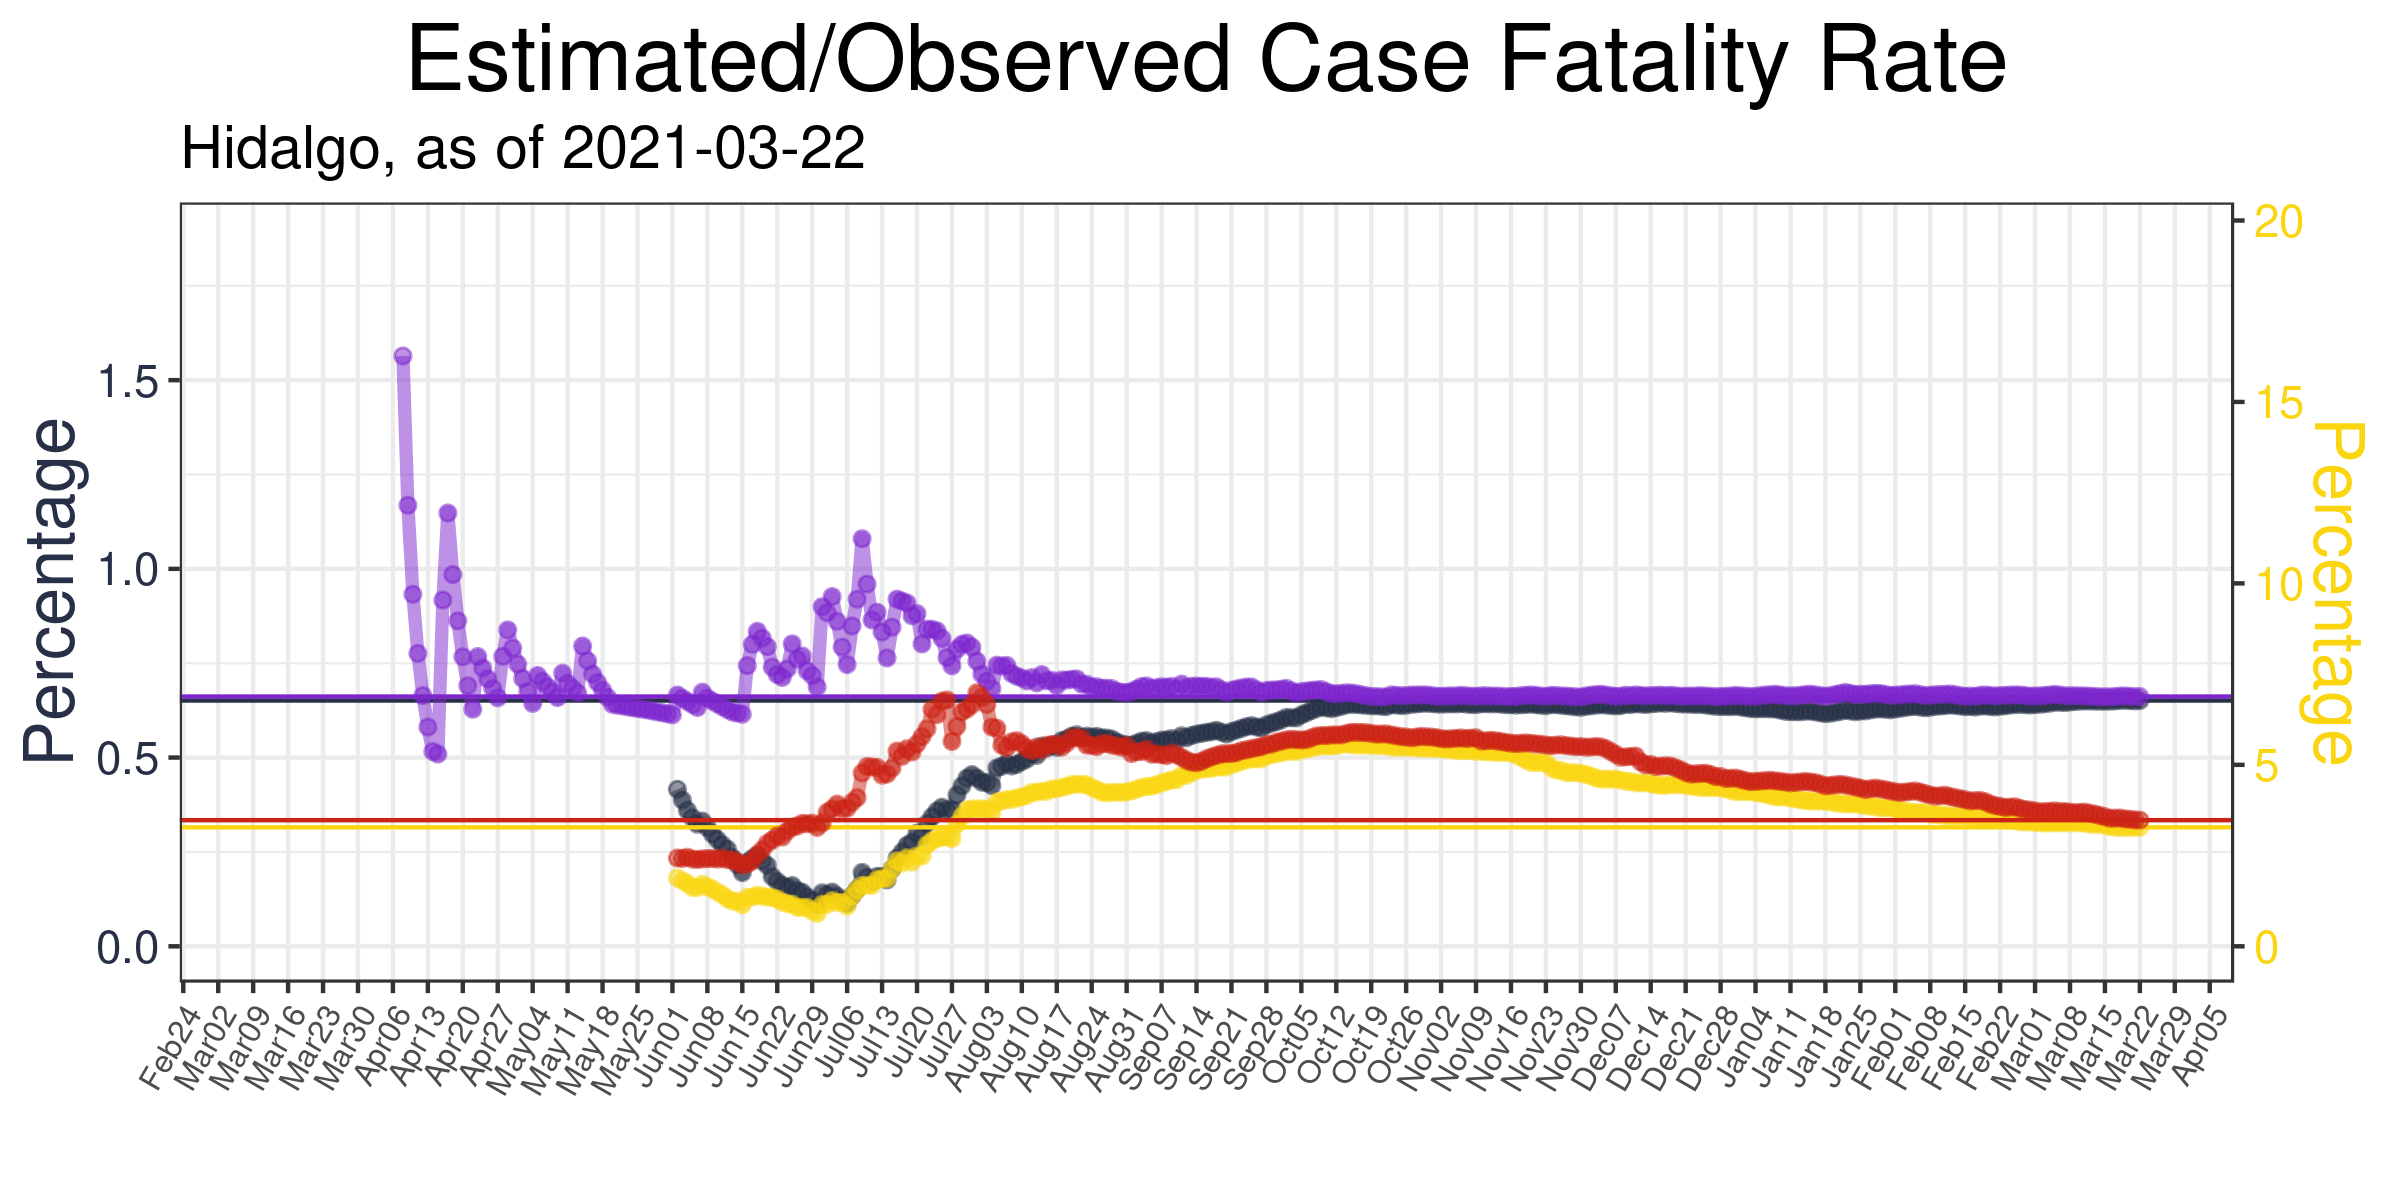 Estimated/Observed Case Fatality Rate
Hidalgo, as of 2021-03-22
Percentage
1.5
1.0
0.5
0.0
20
15
10
5
0
Percentage
Feb24
Mar02
Mar09
Mar16
Mar23
Mar30
Apr06
Apr13
Apr20
Apr27
May04
May11
May18
May25
Jun01
Jun08
Jun15
Jun22
Jun29
Jul06
Jul13
Jul20
Jul27
Aug03
Aug10
Aug17
Aug24
Aug31
Sep07
Sep14
Sep21
Sep28
Oct05
Oct12
Oct19
Oct26
Nov02
Nov09
Nov16
Nov23
Nov30
Dec07
Dec14
Dec21
Dec28
Jan04
Jan11
Jan18
Jan25
Feb01
Feb08
Feb15
Feb22
Mar01
Mar08
Mar15
Mar22
Mar29
Apr05